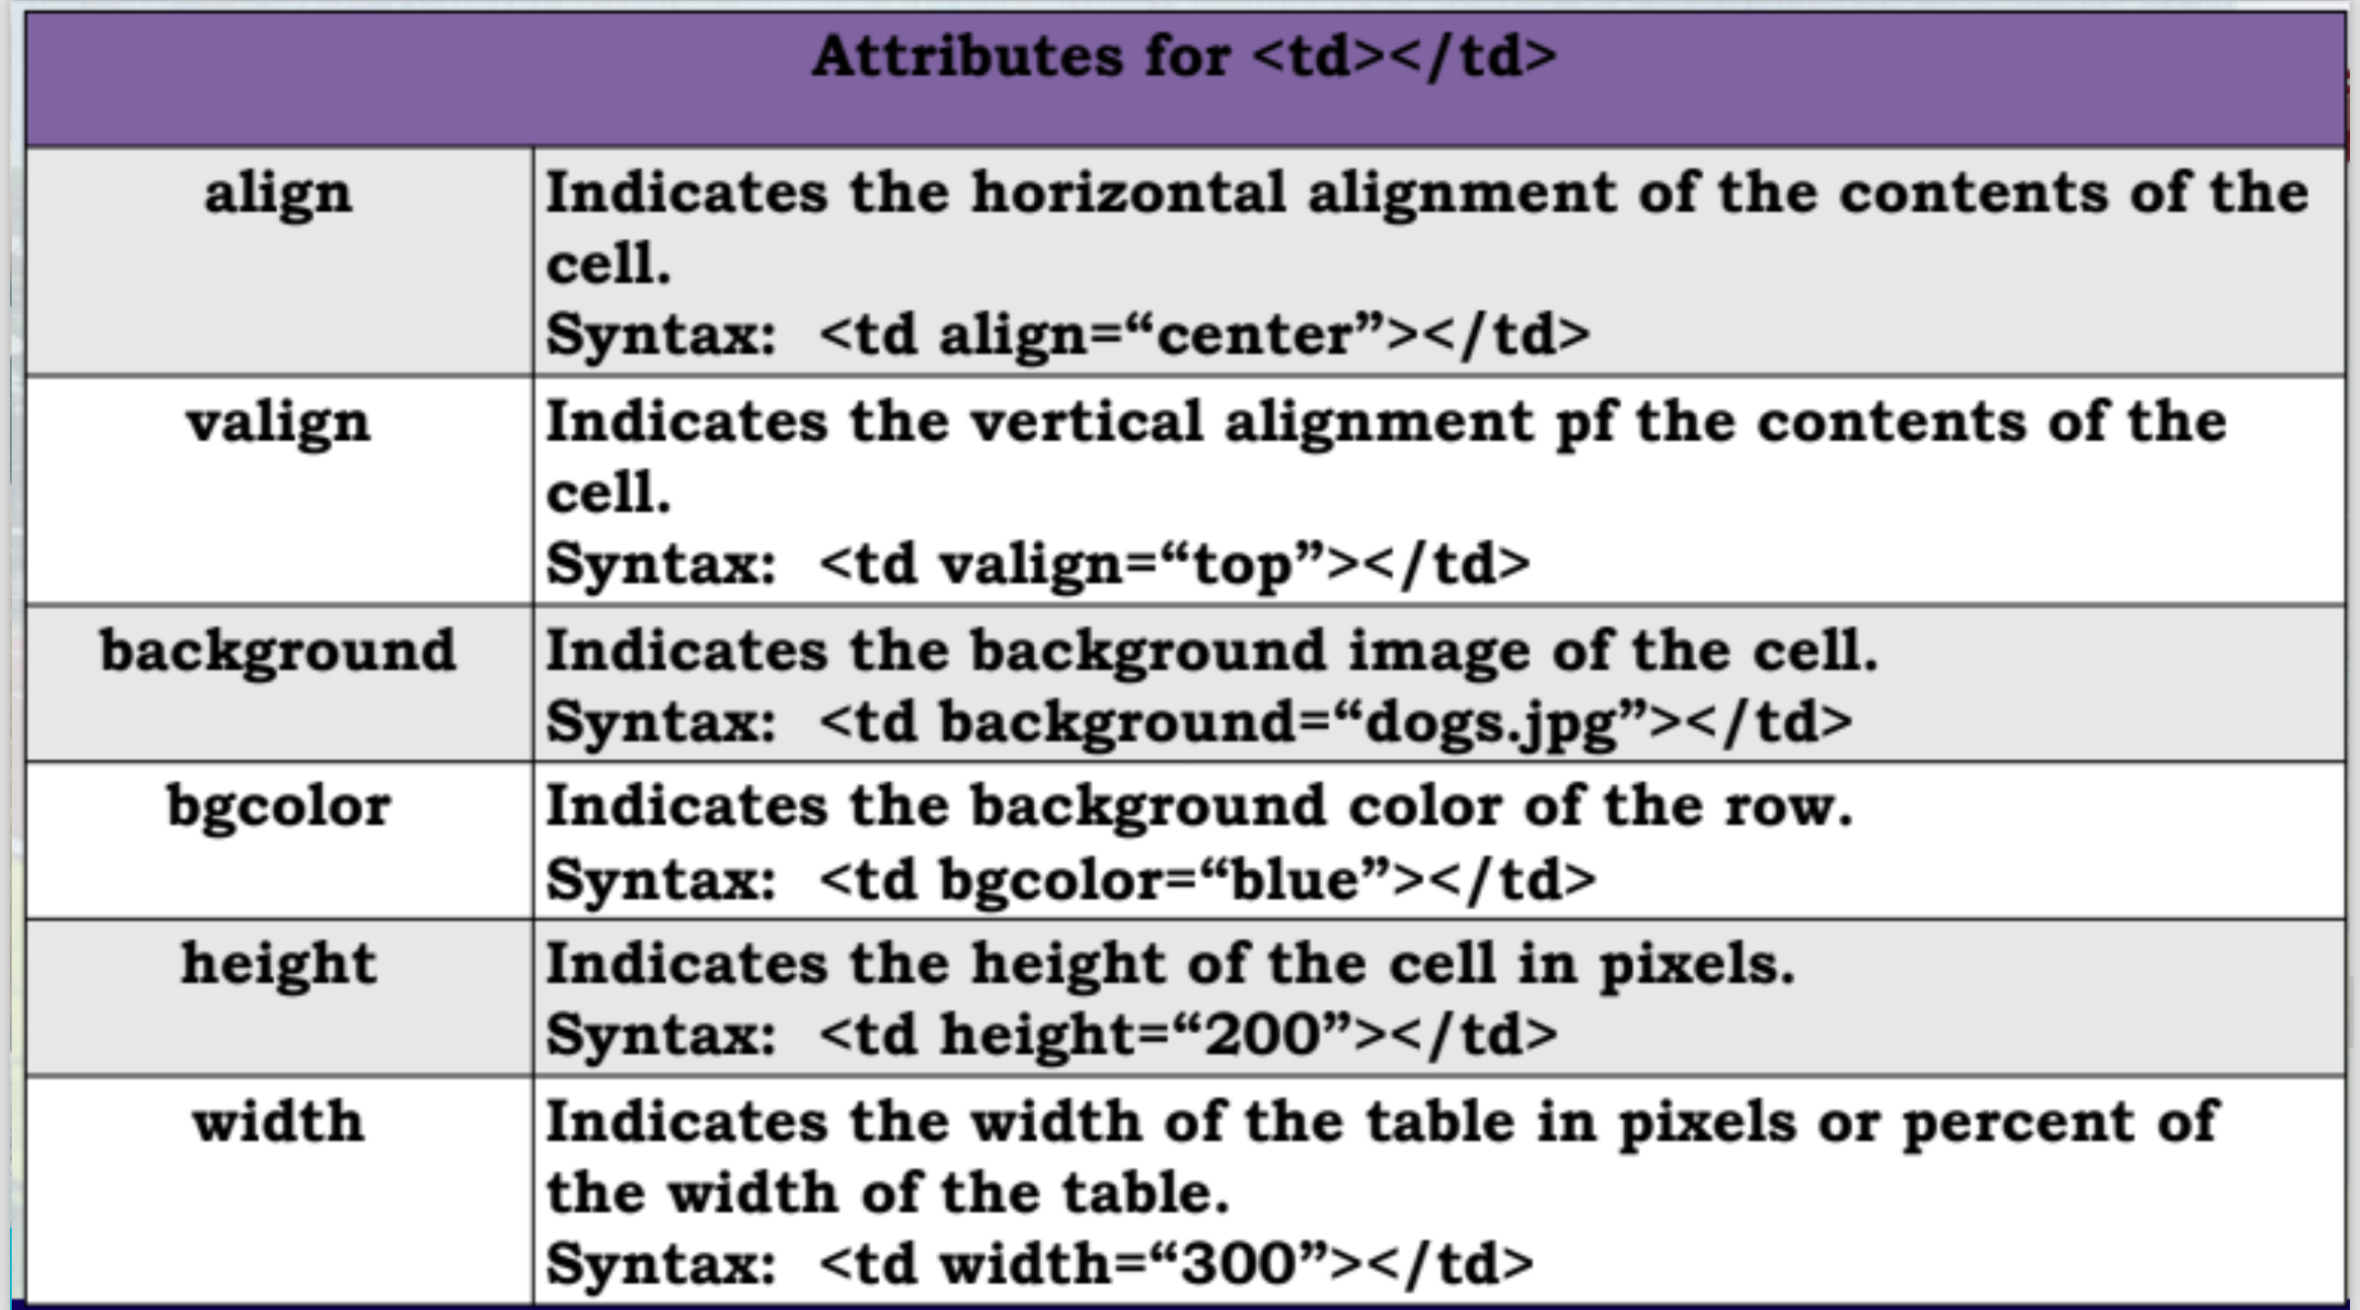 Attributes for <td></td>
align
Indicates the horizontal alignment of the contents of the
cell.
Syntax:  <td align=“center”></td>
valign
Indicates the vertical alignment pf the contents of the
cell.
Syntax:  <td valign=“top”></td>
background
Indicates the background image of the cell.
Syntax:  <td background=“dogs.jpg”></td>
bgcolor
Indicates the background color of the row.
Syntax:  <td bgcolor=“blue”></td>
height
Indicates the height of the cell in pixels.
Syntax:  <td height=“200”></td>
width
Indicates the width of the table in pixels or percent of
the width of the table.
Syntax:  <td width=“300”></td>